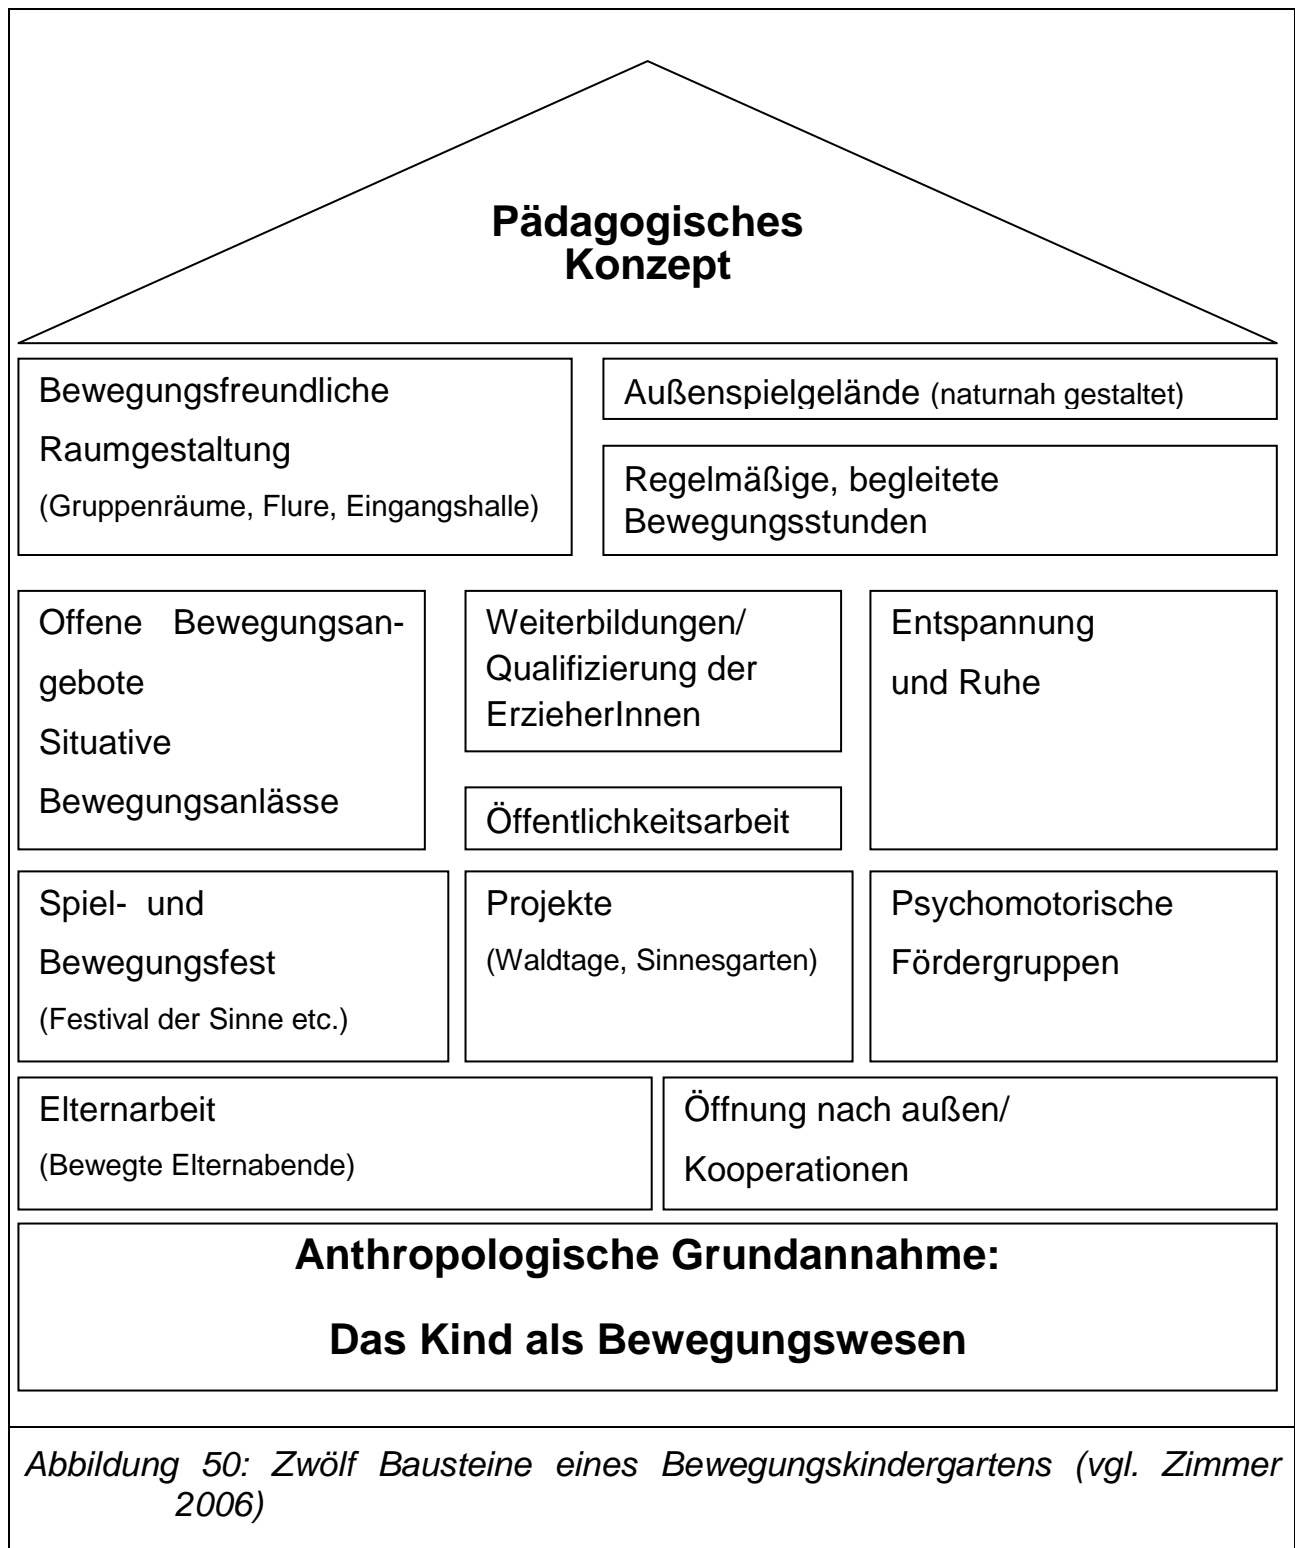 Pädagogisches
Konzept
Bewegungsfreundliche
Raumgestaltung
(Gruppenräume, Flure, Eingangshalle)
Außenspielgelände (naturnah gestaltet)
Regelmäßige, begleitete
Bewegungsstunden
Offene Bewegungsan-
gebote
Situative
Bewegungsanlässe
Weiterbildungen/
Qualifizierung der
ErzieherInnen
Öffentlichkeitsarbeit
Entspannung
und Ruhe
Spiel- und
Bewegungsfest
(Festival der Sinne etc.)
Projekte
(Waldtage, Sinnesgarten)
Psychomotorische
Fördergruppen
Elternarbeit
(Bewegte Elternabende)
Öffnung nach außen/
Kooperationen
Anthropologische Grundannahme:
Das Kind als Bewegungswesen
Abbildung 50: Zwölf Bausteine eines Bewegungskindergartens (vgl. Zimmer
2006)